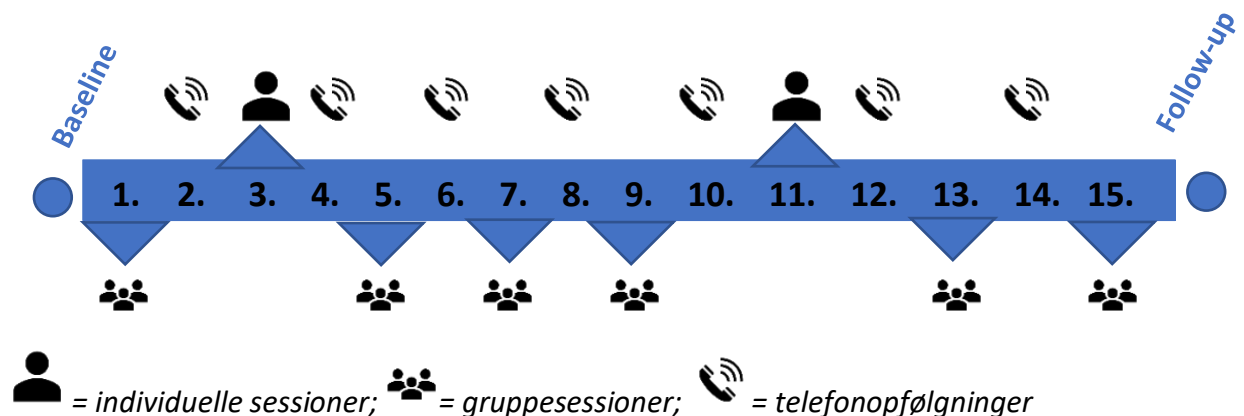 Baseline
Follow-up
1. 2. 3. 4. 5. 6. 7. 8. 9. 10. 11. 12. 13. 14. 15.
= individuelle sessioner; = gruppesessioner; = telefonopfølgninger